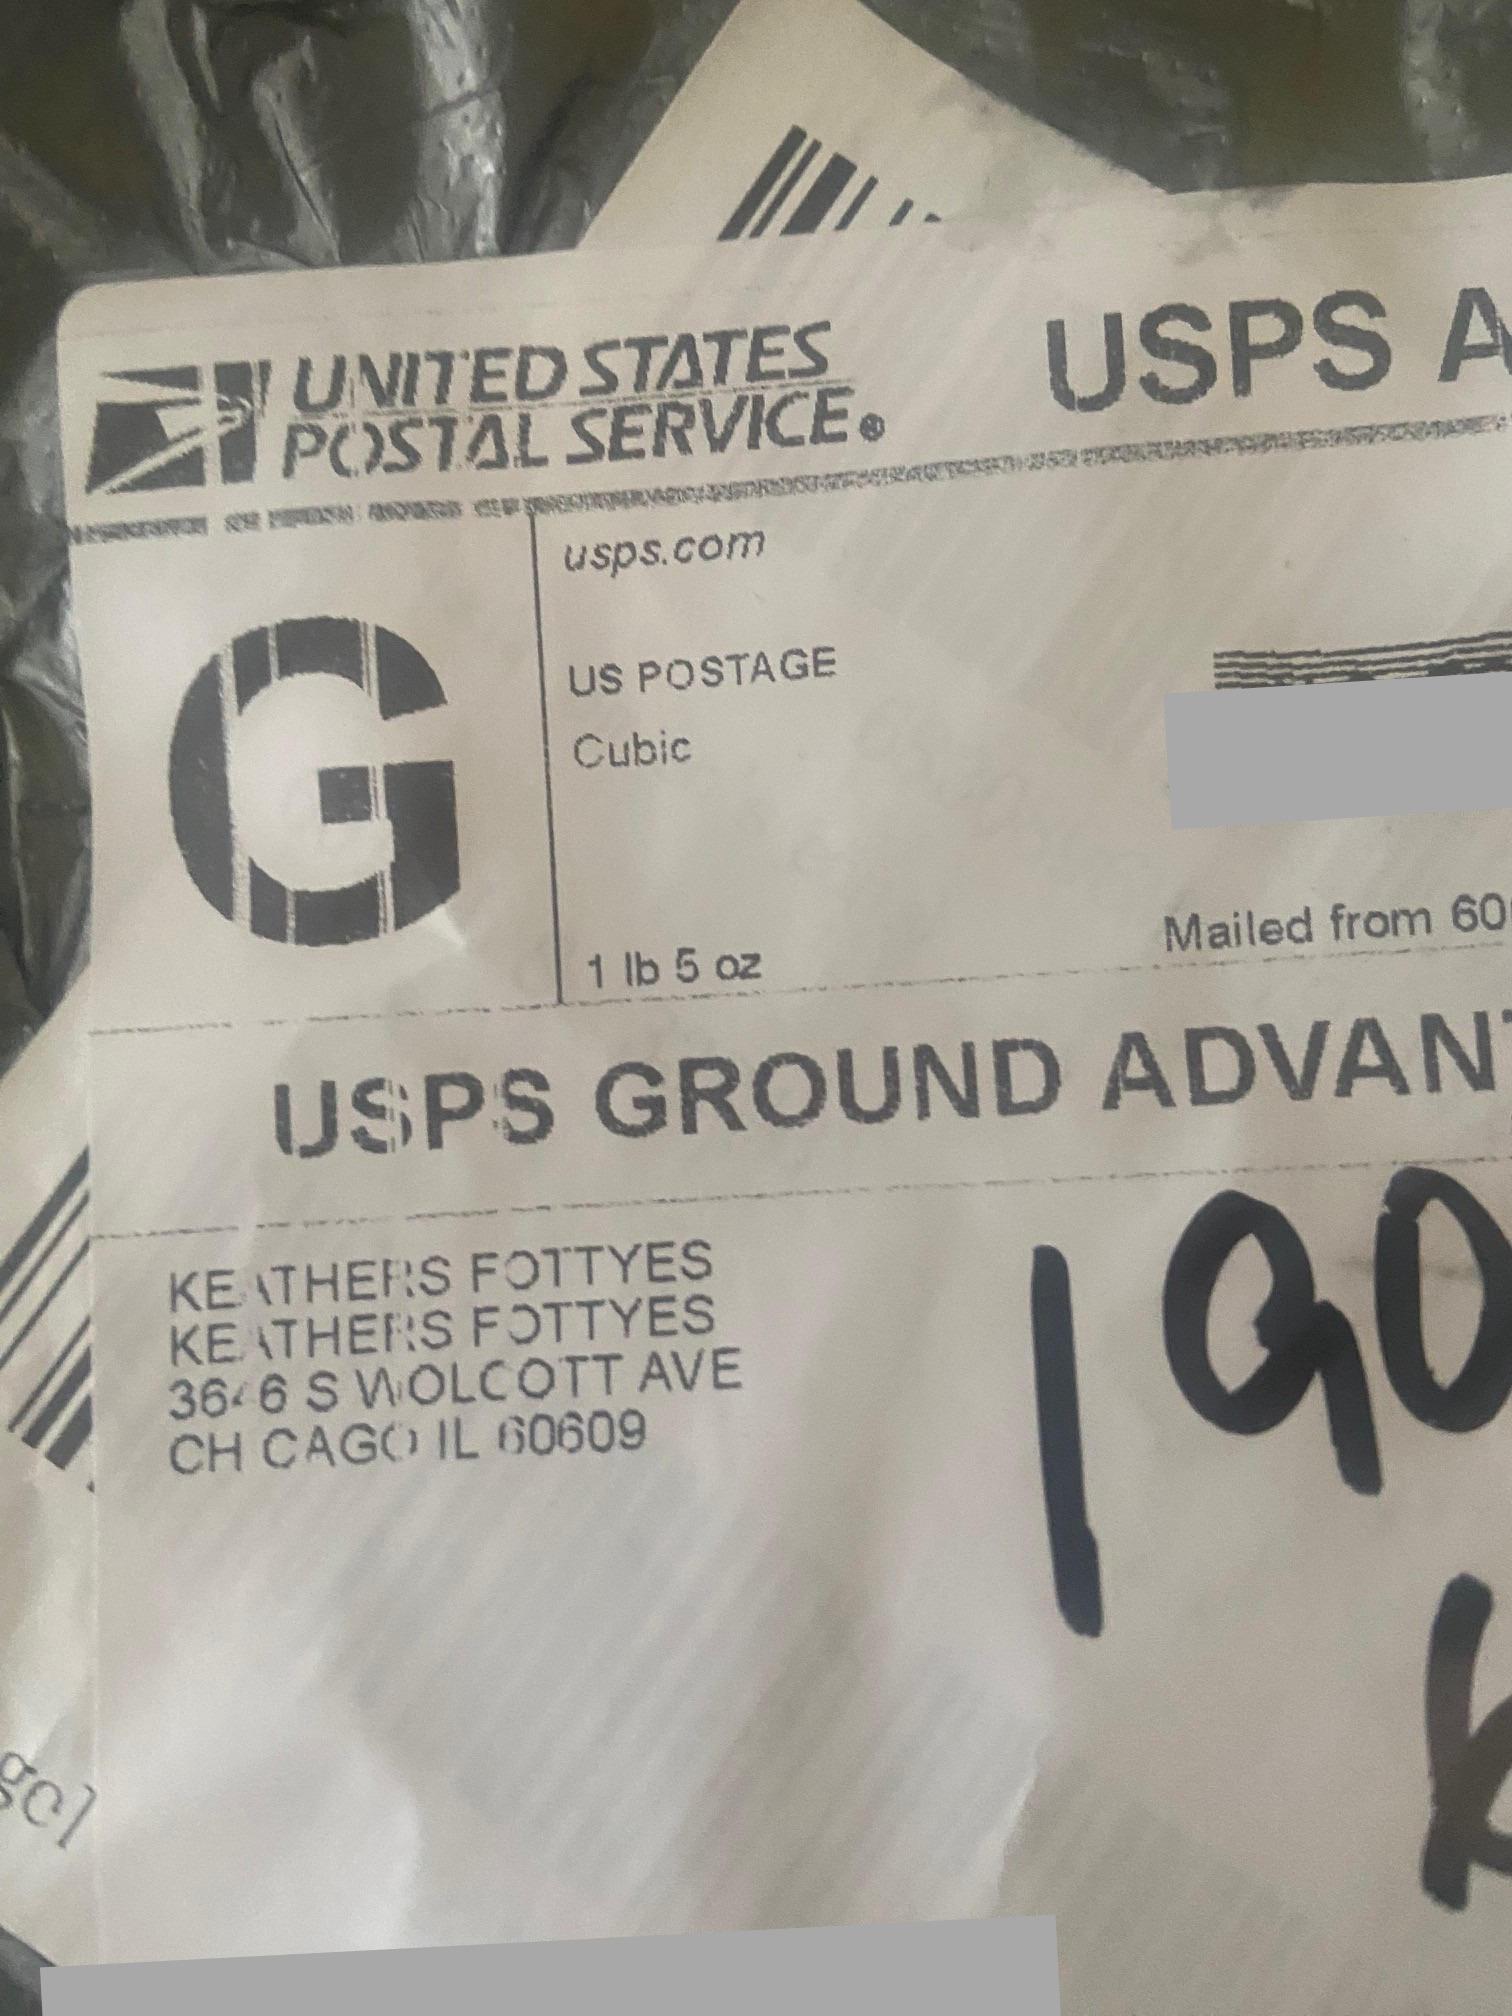 UNITED STATES
POSTAL SERVICE®
USPS A
usps.com
G
US POSTAGE
Cubic
1 lb 5 oz
Mailed from 60
USPS GROUND ADVAN
KEATHERS FOTTYES
KEATHERS FOTTYES
3646 S WOLCOTT AVE
CHICAGO IL 60609
190
k